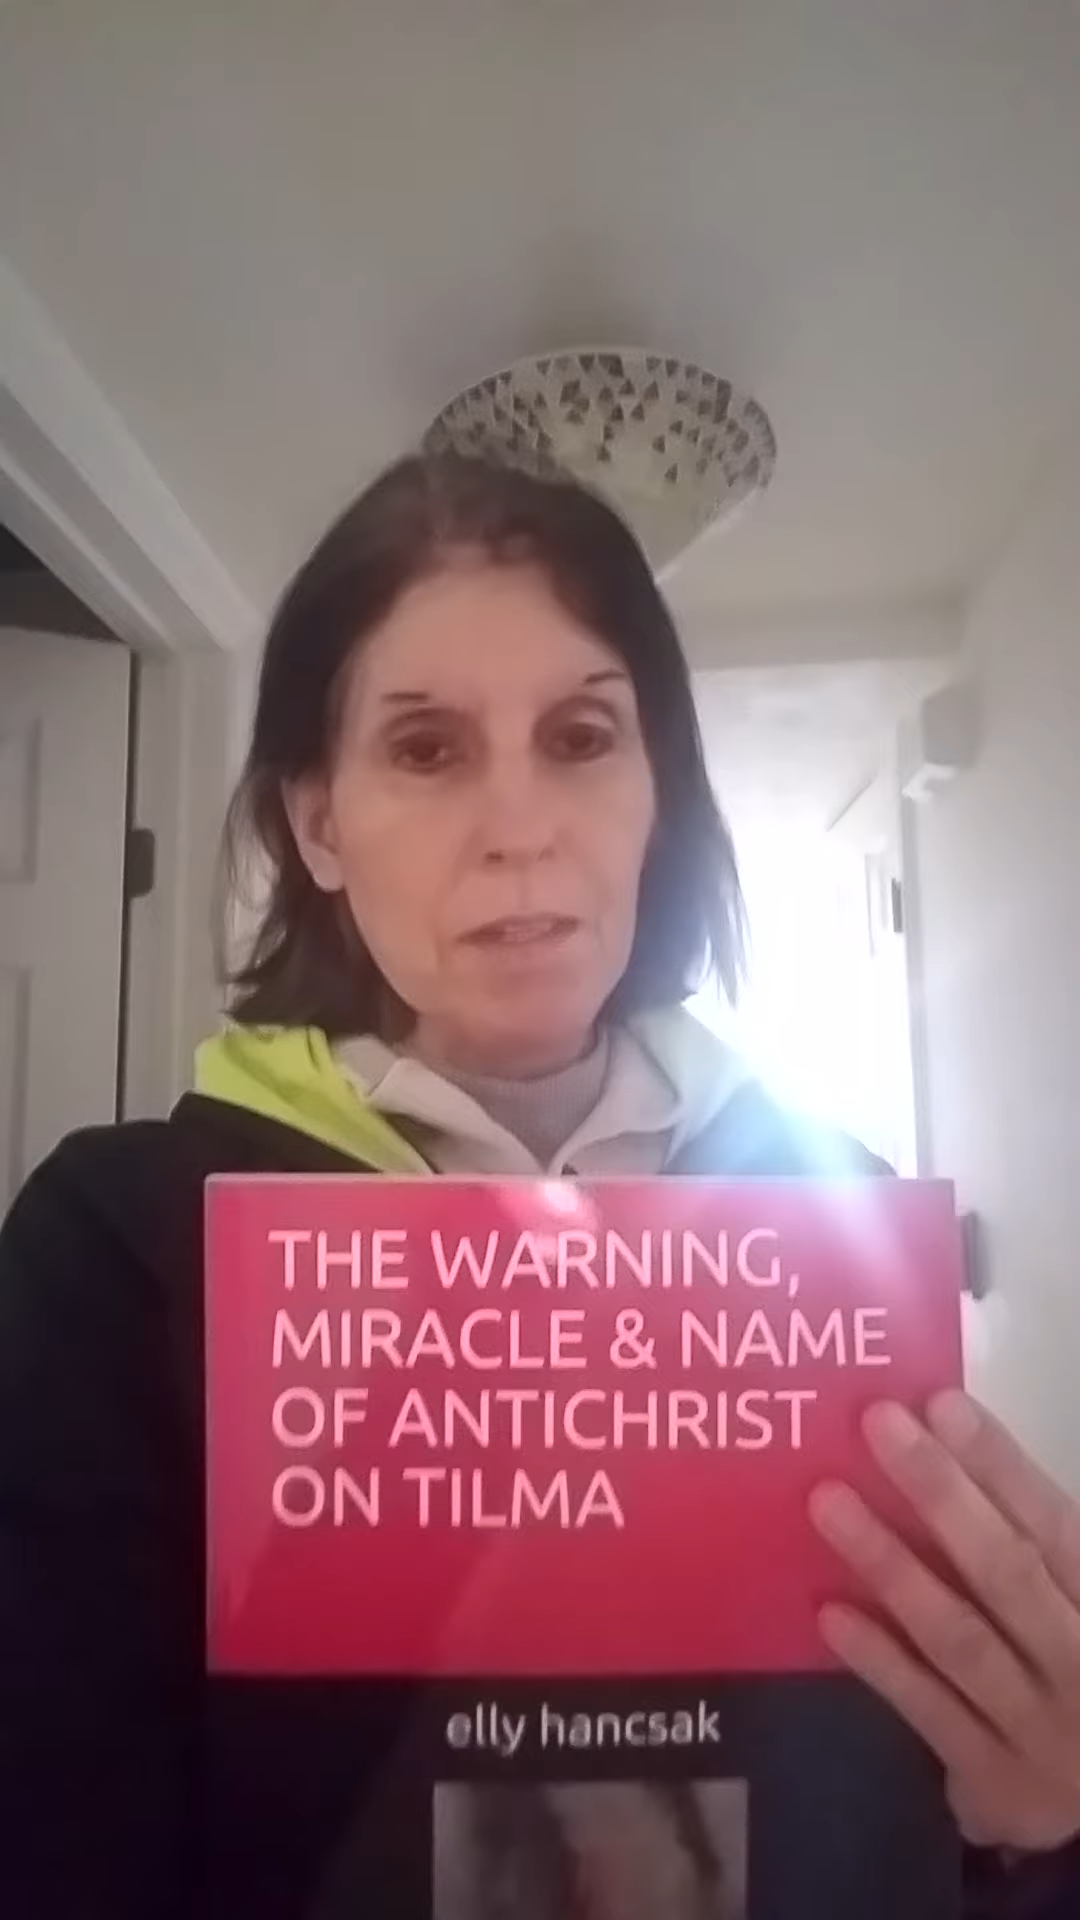 THE WARNING,
MIRACLE & NAME
OF ANTICHRIST
ON TILMA
elly hancsak